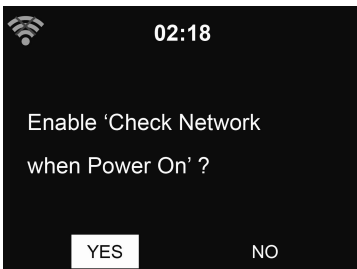 02:18
Enable ‘Check Network
when Power On’ ?
YES NO